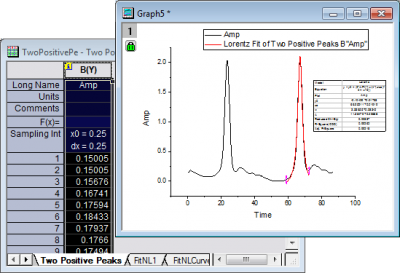 Graph5 *
1
Amp
Lorentz Fit of Two Positive Peaks B"Amp"
2.0
1.5
1.0
0.5
0.0
Amp
0
20
40
60
80
100
Time
TwoPositivePe - Two Po
B(Y)
Long Name
Amp
Units
Comments
F(x)=
Sampling Int
x0 = 0.25
dx = 0.25
1
0.15005
2
0.15005
3
0.15676
4
0.16741
5
0.17594
6
0.18433
7
0.17937
8
0.1766
9
0.17494
Two Positive Peaks
FitNL1
FitNLCurve